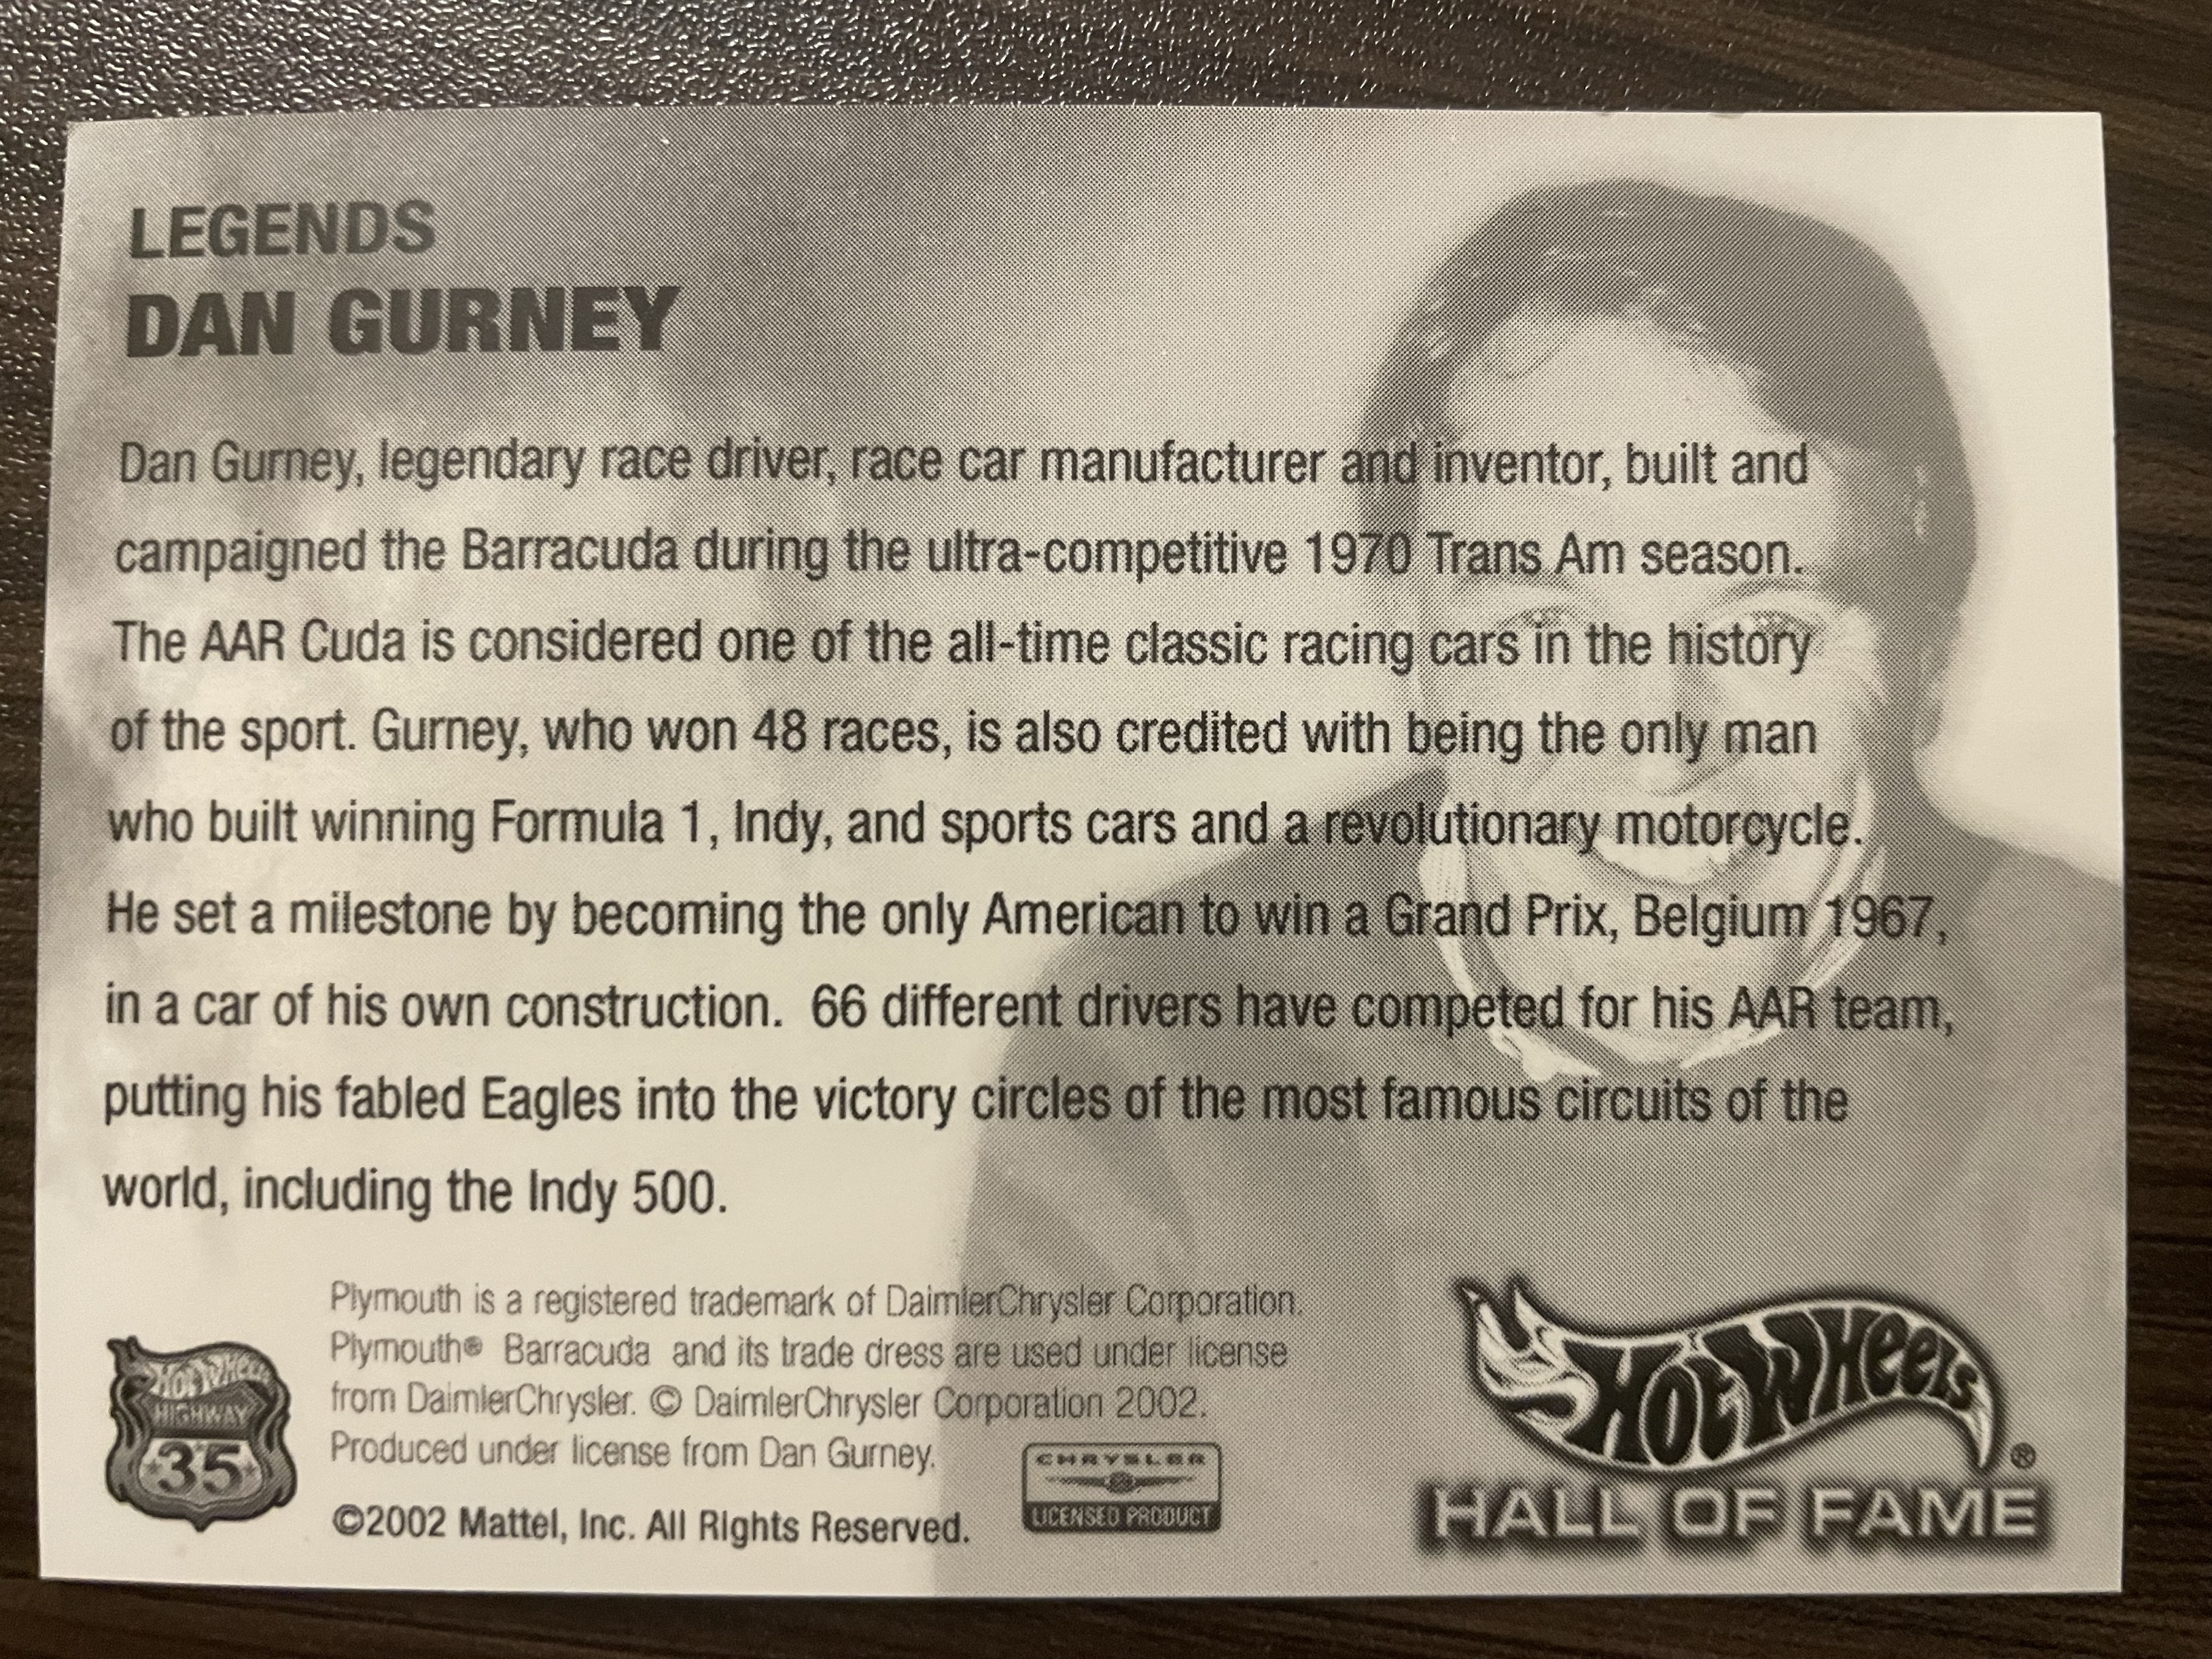 LEGENDS
DAN GURNEY
Dan Gurney, legendary race driver, race car manufacturer and inventor, built and
campaigned the Barracuda during the ultra-competitive 1970 Trans Am season.
The AAR Cuda is considered one of the all-time classic racing cars in the history
of the sport. Gurney, who won 48 races, is also credited with being the only man
who built winning Formula 1, Indy, and sports cars and a revolutionary motorcycle.
He set a milestone by becoming the only American to win a Grand Prix, Belgium 1967,
in a car of his own construction.  66 different drivers have competed for his AAR team,
putting his fabled Eagles into the victory circles of the most famous circuits of the
world, including the Indy 500.
Plymouth is a registered trademark of DaimlerChrysler Corporation.
Plymouth® Barracuda and its trade dress are used under license
from DaimlerChrysler. © DaimlerChrysler Corporation 2002.
Produced under license from Dan Gurney.
©2002 Mattel, Inc. All Rights Reserved.
HOT WHEELS
HIGHWAY
35
CHRYSLER
LICENSED PRODUCT
HOT WHEELS®
HALL OF FAME